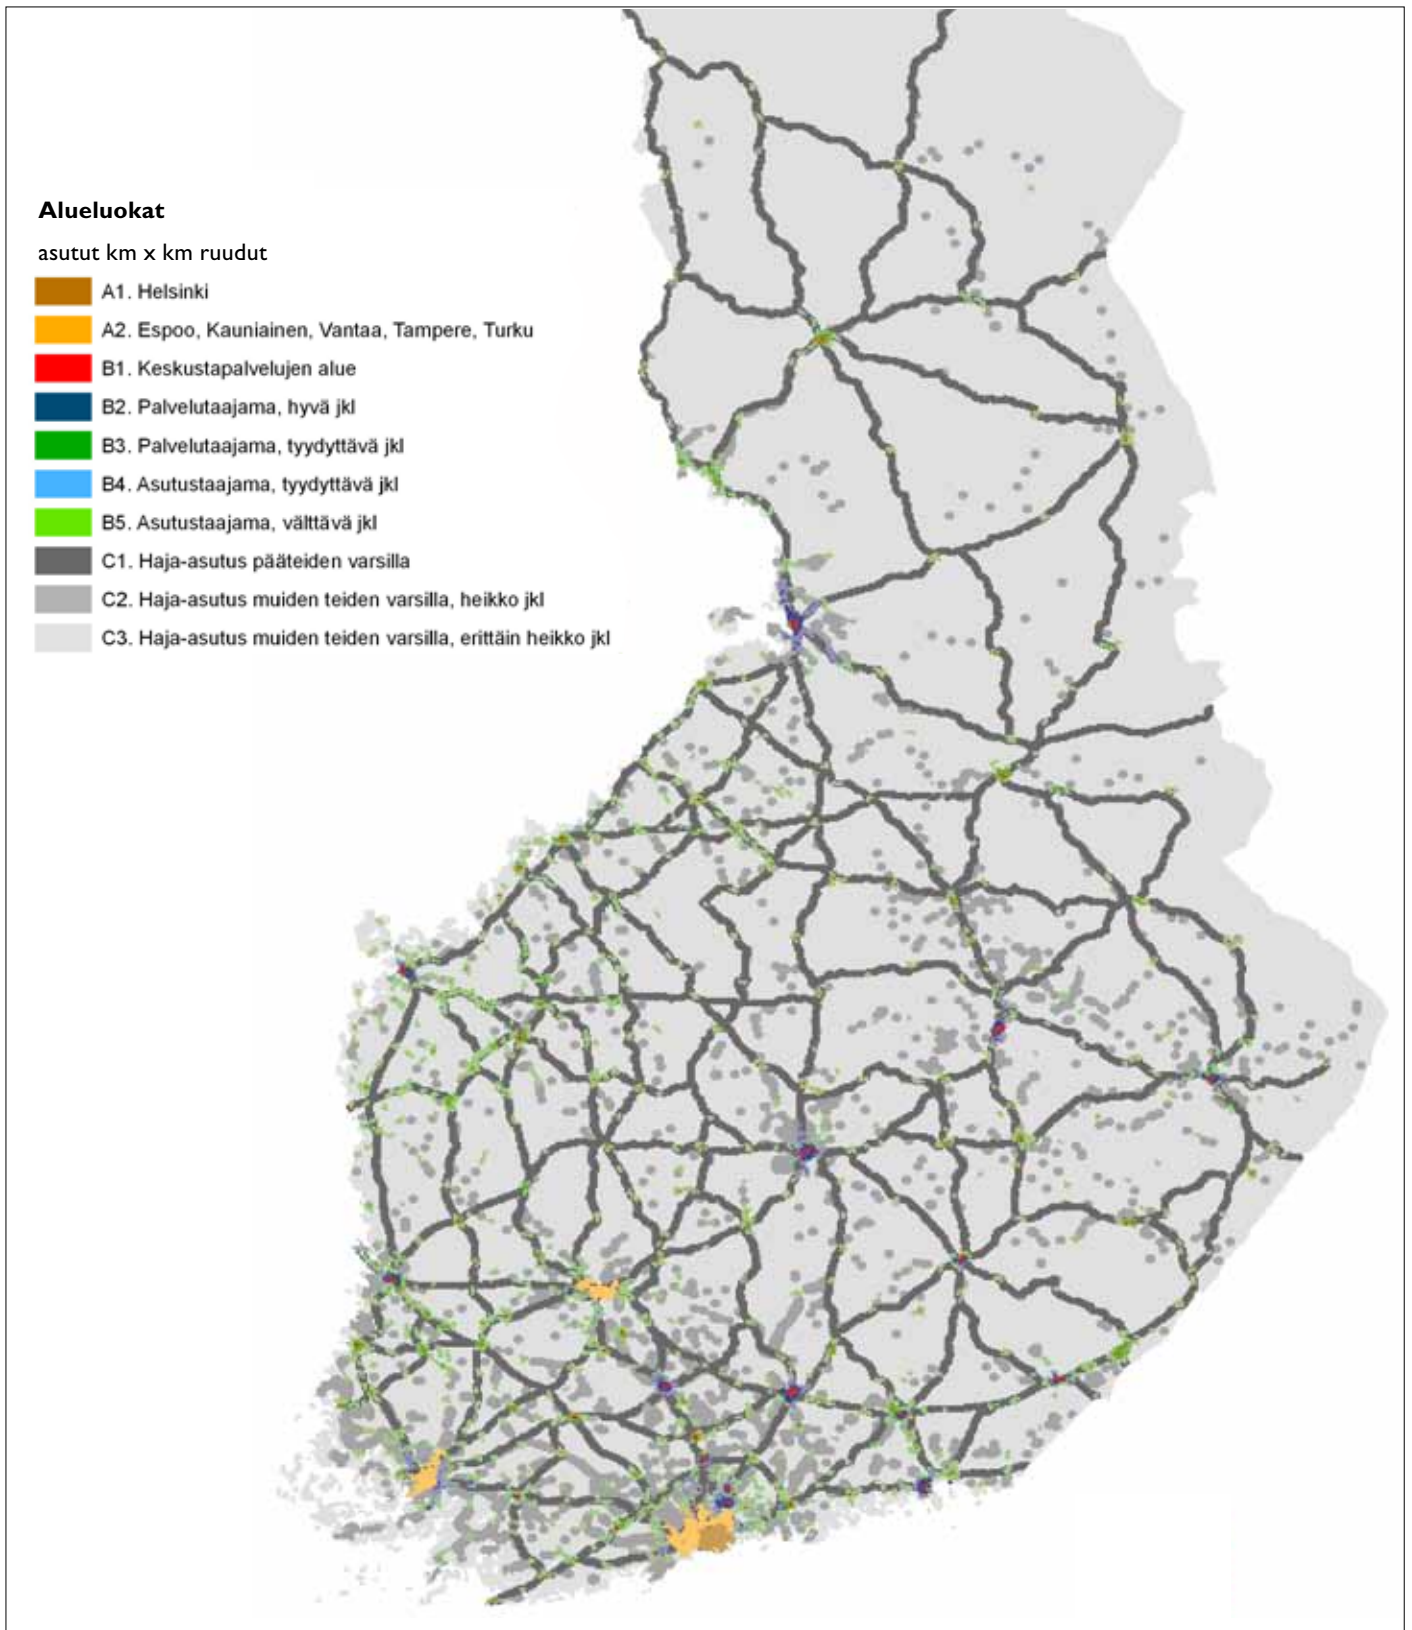 Alueluokat
asutut km x km ruudut
A1. Helsinki
A2. Espoo, Kauniainen, Vantaa, Tampere, Turku
B1. Keskustapalvelujen alue
B2. Palvelutaajama, hyvä jkl
B3. Palvelutaajama, tyydyttävä jkl
B4. Asutustaajama, tyydyttävä jkl
B5. Asutustaajama, välttävä jkl
C1. Haja-asutus pääteiden varsilla
C2. Haja-asutus muiden teiden varsilla, heikko jkl
C3. Haja-asutus muiden teiden varsilla, erittäin heikko jkl